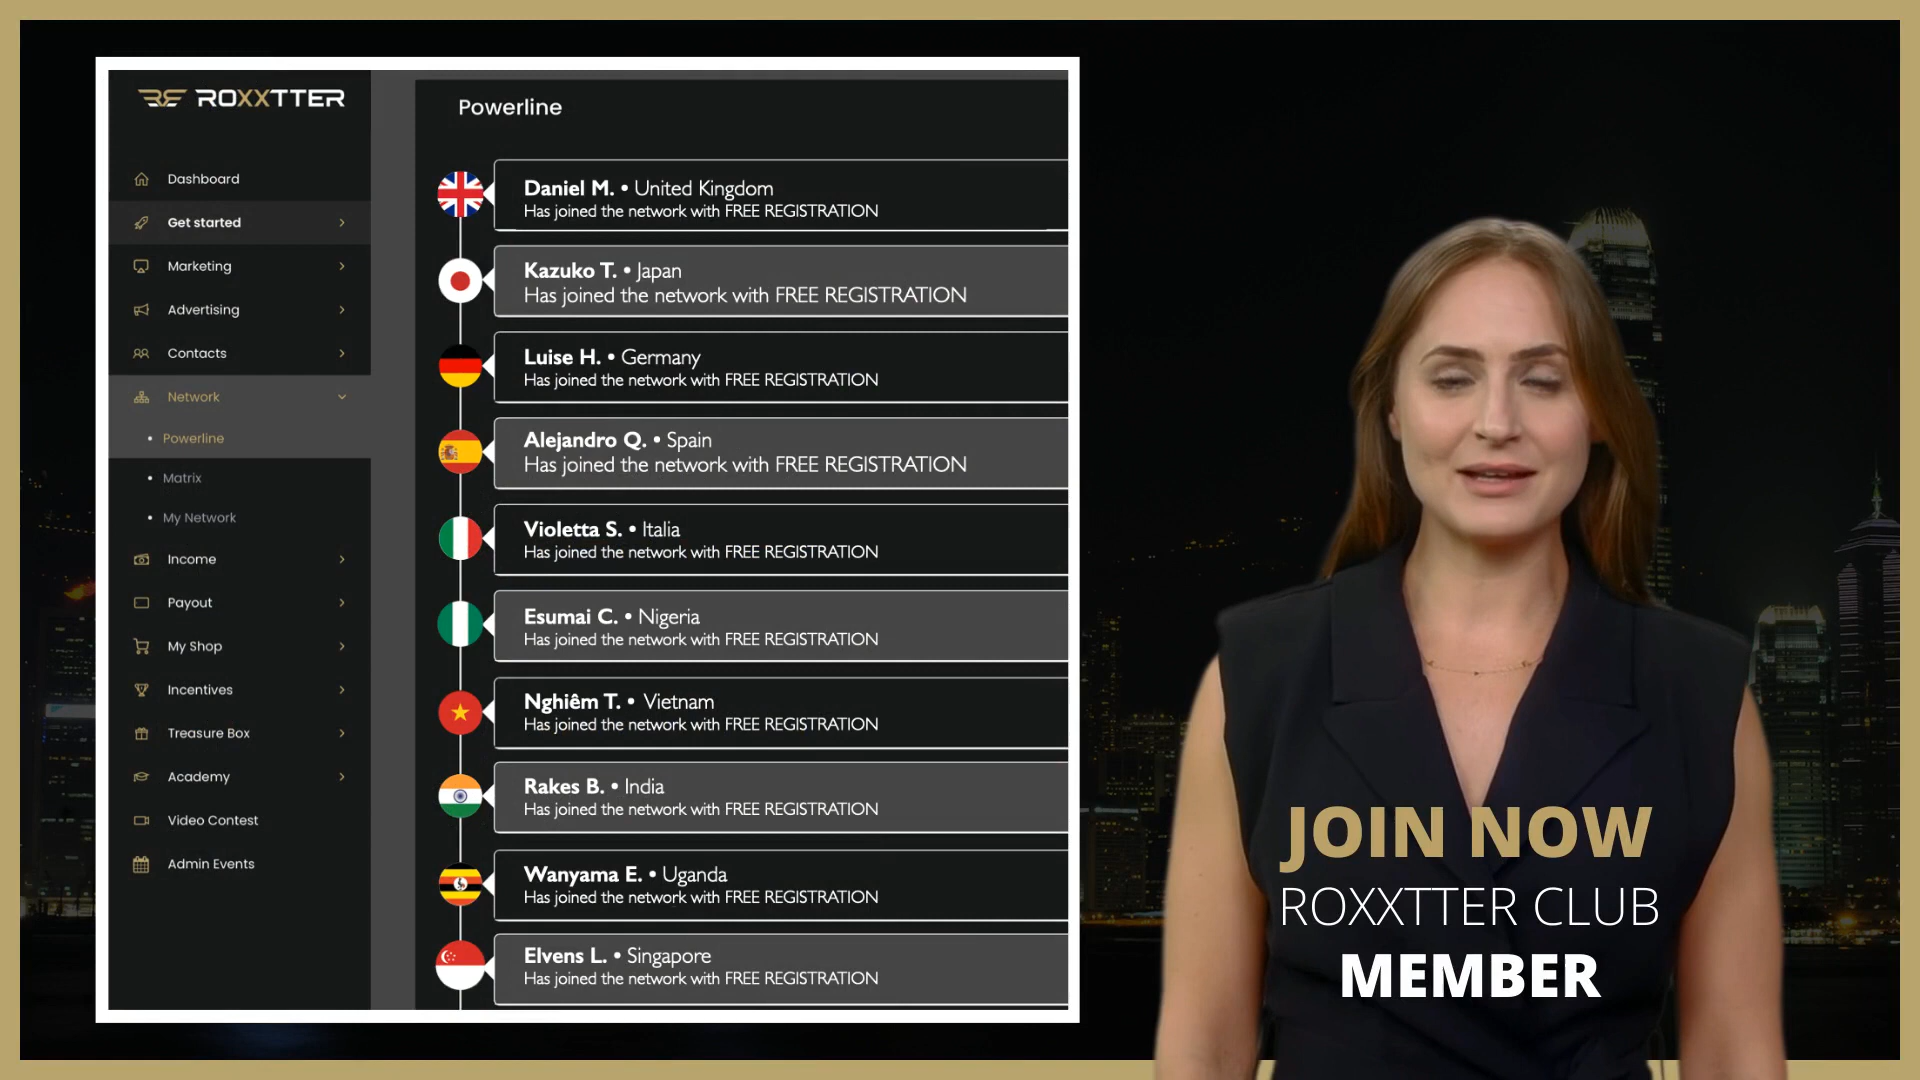 ROXXTTER
Dashboard
Get started
Marketing
Advertising
Contacts
Network
• Powerline
• Matrix
• My Network
Income
Payout
My Shop
Incentives
Treasure Box
Academy
Video Contest
Admin Events
Powerline
Daniel M. • United Kingdom
Has joined the network with FREE REGISTRATION
Kazuko T. • Japan
Has joined the network with FREE REGISTRATION
Luise H. • Germany
Has joined the network with FREE REGISTRATION
Alejandro Q. • Spain
Has joined the network with FREE REGISTRATION
Violetta S. • Italia
Has joined the network with FREE REGISTRATION
Esumai C. • Nigeria
Has joined the network with FREE REGISTRATION
Nghiêm T. • Vietnam
Has joined the network with FREE REGISTRATION
Rakes B. • India
Has joined the network with FREE REGISTRATION
Wanyama E. • Uganda
Has joined the network with FREE REGISTRATION
Elvens L. • Singapore
Has joined the network with FREE REGISTRATION
JOIN NOW
ROXXTTER CLUB
MEMBER